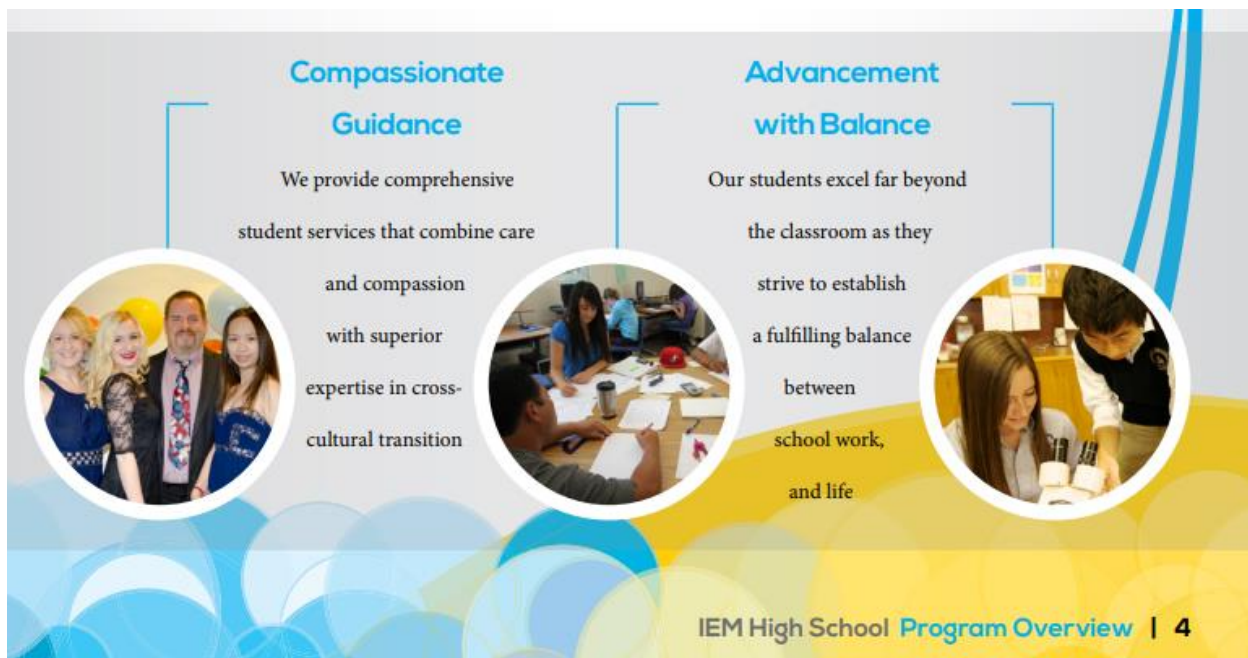 Compassionate
Guidance
We provide comprehensive
student services that combine care
and compassion
with superior
expertise in cross-
cultural transition
Advancement
with Balance
Our students excel far beyond
the classroom as they
strive to establish
a fulfilling balance
between
school work,
and life
IEM High School Program Overview | 4